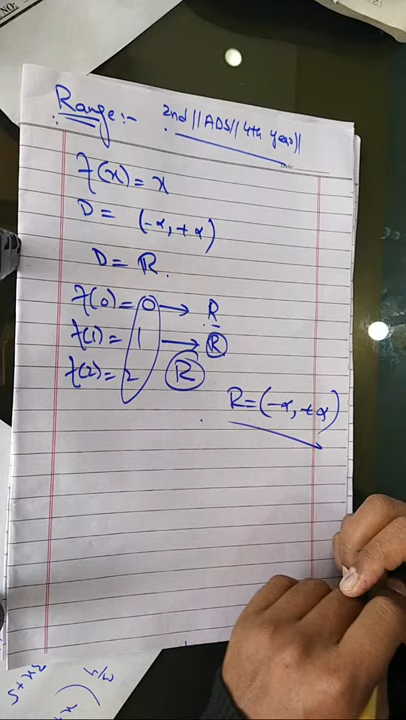 Range:- 2nd || ADS || 4th year ||
f(x) = x
D = (-α, +α)
D = R.
f(0) = 0 → R
f(1) = 1 → R
f(2) = 2 R
R = (-α, +α)